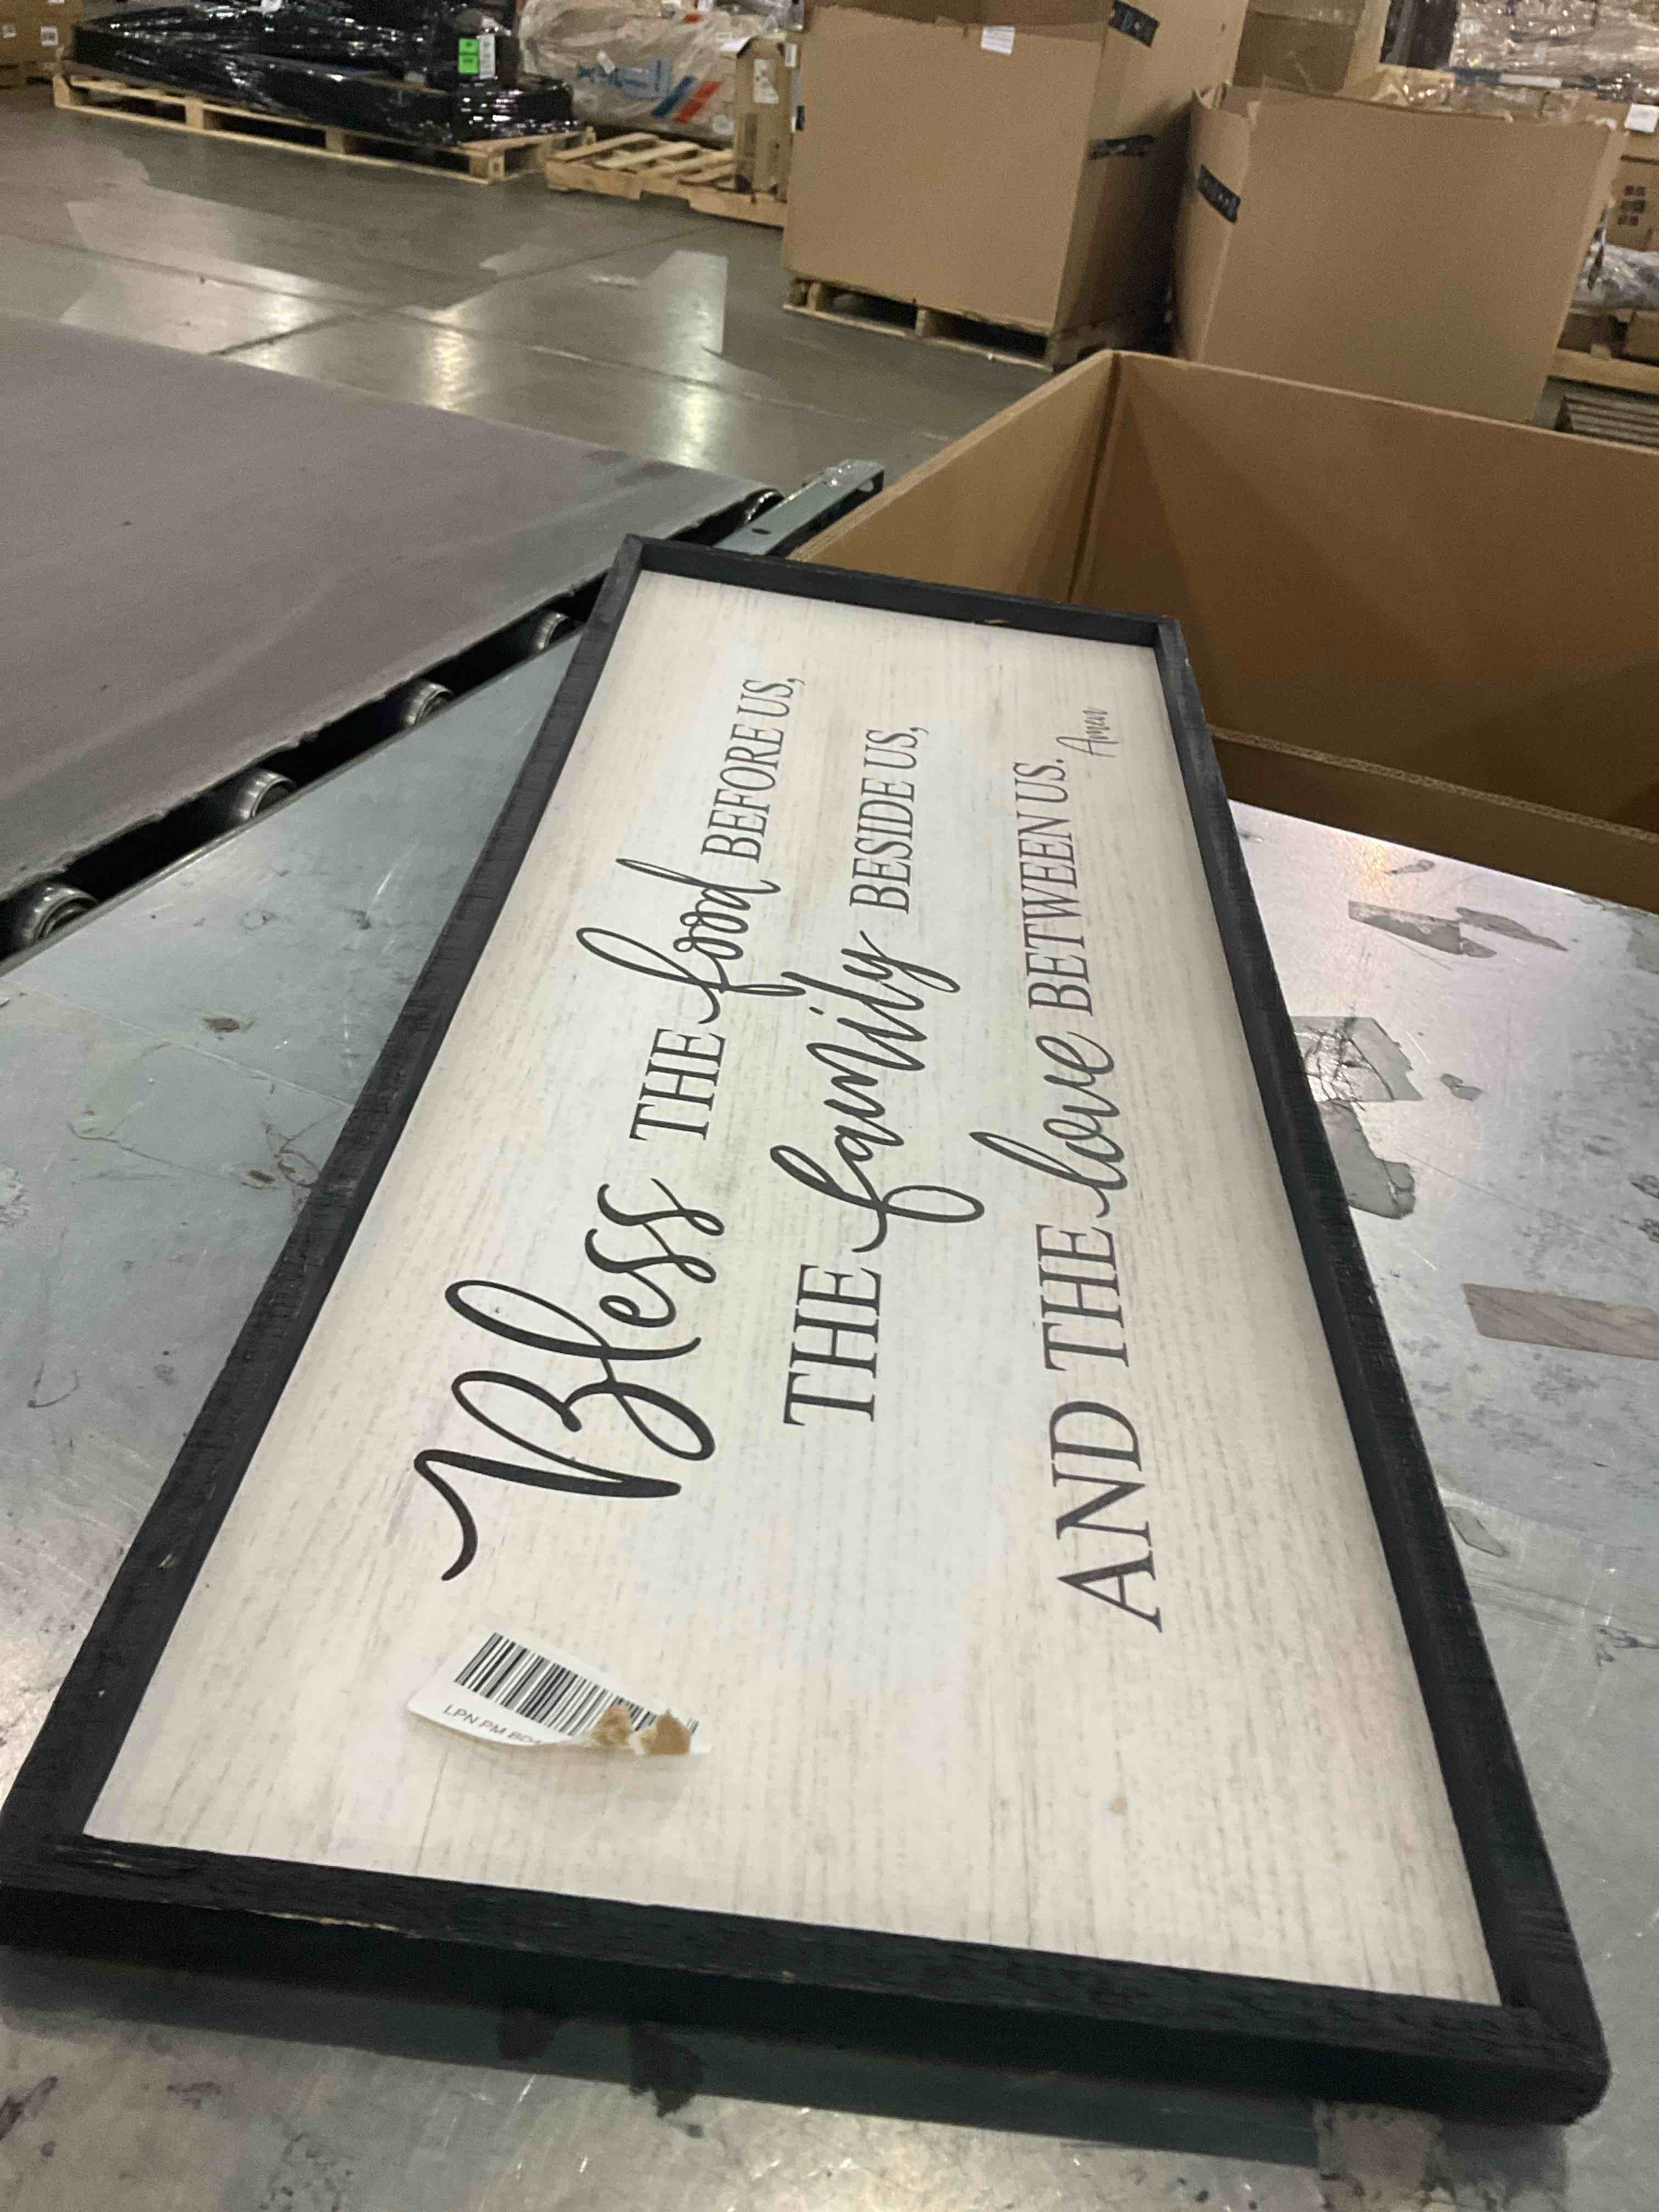 Bless THE food BEFORE US,
THE family BESIDE US,
AND THE love BETWEEN US.
Amen
LPN PM